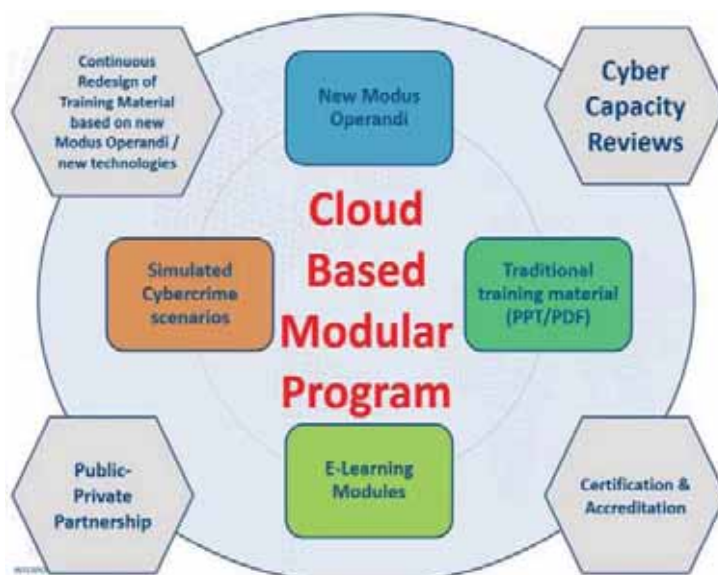 Continuous
Redesign of
Training Material
based on new
Modus Operandi /
new technologies
New Modus
Operandi
Cyber
Capacity
Reviews
Cloud
Based
Modular
Program
Simulated
Cybercrime
scenarios
Traditional
training material
(PPT/PDF)
Public-
Private
Partnership
E-Learning
Modules
Certification &
Accreditation